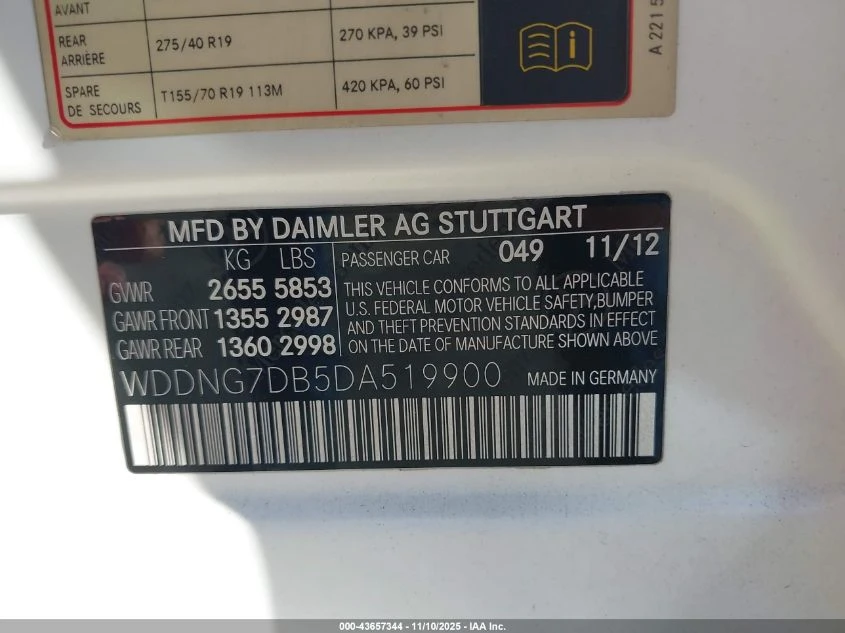 AVANT
REAR
ARRIÈRE
275/40 R19
270 KPA, 39 PSI
SPARE
DE SECOURS
T155/70 R19 113M
420 KPA, 60 PSI
A 2215
MFD BY DAIMLER AG STUTTGART
KG LBS
PASSENGER CAR 049 11/12
GVWR 2655 5853
GAWR FRONT 1355 2987
GAWR REAR 1360 2998
THIS VEHICLE CONFORMS TO ALL APPLICABLE
U.S. FEDERAL MOTOR VEHICLE SAFETY,BUMPER
AND THEFT PREVENTION STANDARDS IN EFFECT
ON THE DATE OF MANUFACTURE SHOWN ABOVE
WDDNG7DB5DA519900 MADE IN GERMANY
000-43657344 - 11/10/2025 - IAA Inc.